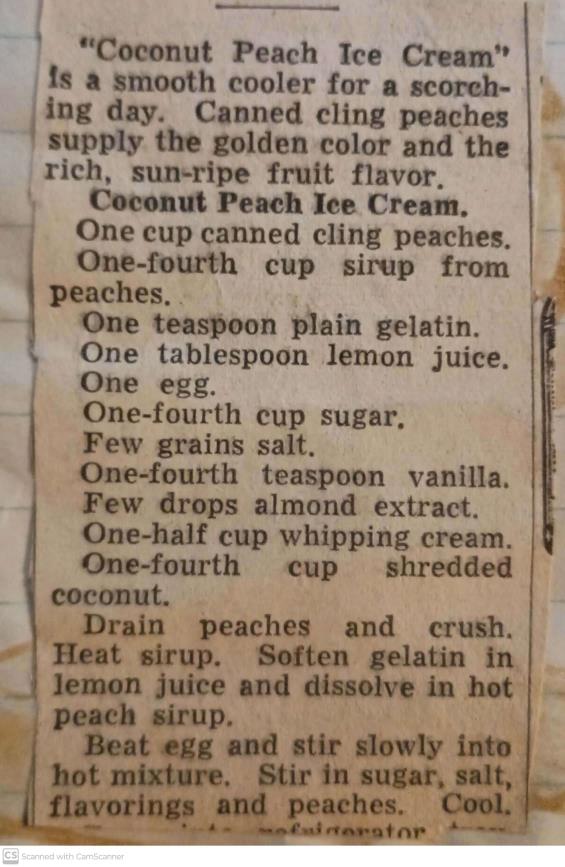 "Coconut Peach Ice Cream"
is a smooth cooler for a scorch-
ing day. Canned cling peaches
supply the golden color and the
rich, sun-ripe fruit flavor.
Coconut Peach Ice Cream.
One cup canned cling peaches.
One-fourth cup sirup from
peaches.
One teaspoon plain gelatin.
One tablespoon lemon juice.
One egg.
One-fourth cup sugar.
Few grains salt.
One-fourth teaspoon vanilla.
Few drops almond extract.
One-half cup whipping cream.
One-fourth cup shredded
coconut.
Drain peaches and crush.
Heat sirup. Soften gelatin in
lemon juice and dissolve in hot
peach sirup.
Beat egg and stir slowly into
hot mixture. Stir in sugar, salt,
flavorings and peaches. Cool.
refrigerator
CS Scanned with CamScanner